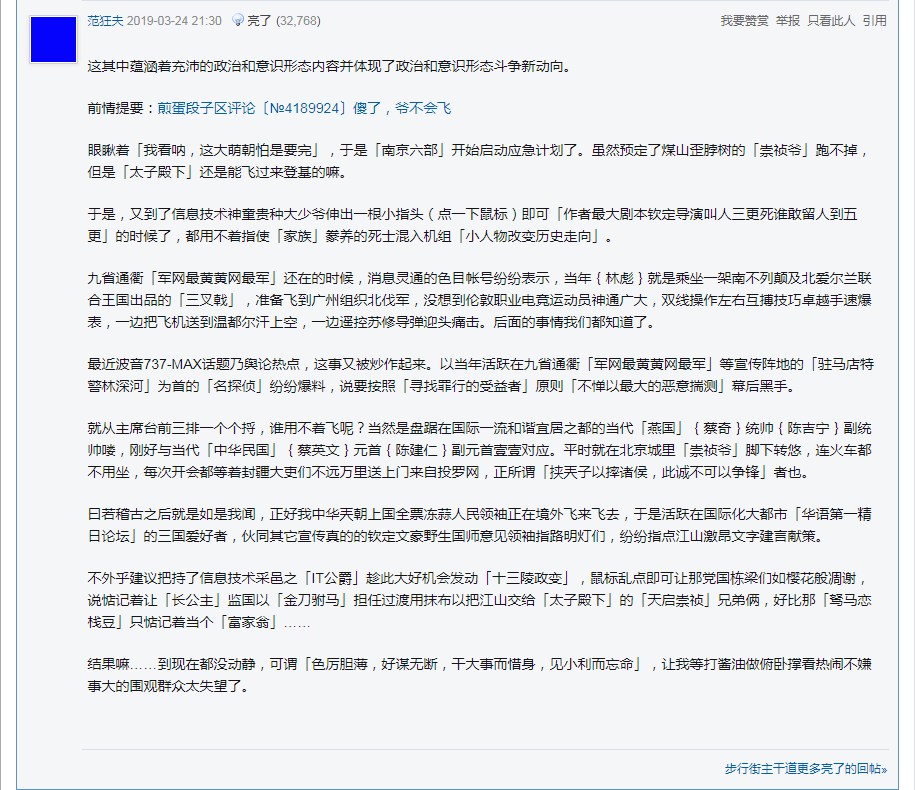 范狂夫 2019-03-24 21:30 亮了 (32,768) 我要赞赏 举报 只看此人 引用
这其中蕴涵着充沛的政治和意识形态内容并体现了政治和意识形态斗争新动向。
前情提要：煎蛋段子区评论〔№4189924〕傻了，爷不会飞
眼瞅着「我看呐，这大萌朝怕是要完」，于是「南京六部」开始启动应急计划了。虽然预定了煤山歪脖树的「崇祯爷」跑不掉，
但是「太子殿下」还是能飞过来登基的嘛。
于是，又到了信息技术神童贵种大少爷伸出一根小指头（点一下鼠标）即可「作者最大剧本钦定导演叫人三更死谁敢留人到五
更」的时候了，都用不着指使「家族」豢养的死士混入机组「小人物改变历史走向」。
九省通衢「军网最黄黄网最军」还在的时候，消息灵通的色目帐号纷纷表示，当年｛林彪｝就是乘坐一架南不列颠及北爱尔兰联
合王国出品的「三叉戟」，准备飞到广州组织北伐军，没想到伦敦职业电竞运动员神通广大，双线操作左右互搏技巧卓越手速爆
表，一边把飞机送到温都尔汗上空，一边遥控苏修导弹迎头痛击。后面的事情我们都知道了。
最近波音737-MAX话题乃舆论热点，这事又被炒作起来。以当年活跃在九省通衢「军网最黄黄网最军」等宣传阵地的「驻马店特
警林深河」为首的「名探侦」纷纷爆料，说要按照「寻找罪行的受益者」原则「不惮以最大的恶意揣测」幕后黑手。
就从主席台前三排一个个捋，谁用不着飞呢？当然是盘踞在国际一流和谐宜居之都的当代「燕国」｛蔡奇｝统帅｛陈吉宁｝副统
帅喽，刚好与当代「中华民国」｛蔡英文｝元首｛陈建仁｝副元首壹壹对应。平时就在北京城里「崇祯爷」脚下转悠，连火车都
不用坐，每次开会都等着封疆大吏们不远万里送上门来自投罗网，正所谓「挟天子以摔诸侯，此诚不可以争锋」者也。
曰若稽古之后就是如是我闻，正好我中华天朝上国全票冻蒜人民领袖正在境外飞来飞去，于是活跃在国际化大都市「华语第一精
日论坛」的三国爱好者，伙同其它宣传真的的钦定文豪野生国师意见领袖指路明灯们，纷纷指点江山激昂文字建言献策。
不外乎建议把持了信息技术采邑之「IT公爵」趁此大好机会发动「十三陵政变」，鼠标乱点即可让那党国栋梁们如樱花般凋谢，
说惦记着让「长公主」监国以「金刀驸马」担任过渡用抹布以把江山交给「太子殿下」的「天启崇祯」兄弟俩，好比那「驽马恋
栈豆」只惦记着当个「富家翁」……
结果嘛……到现在都没动静，可谓「色厉胆薄，好谋无断，干大事而惜身，见小利而忘命」，让我等打酱油做俯卧撑看热闹不嫌
事大的围观群众太失望了。
步行街主干道更多亮了的回帖»